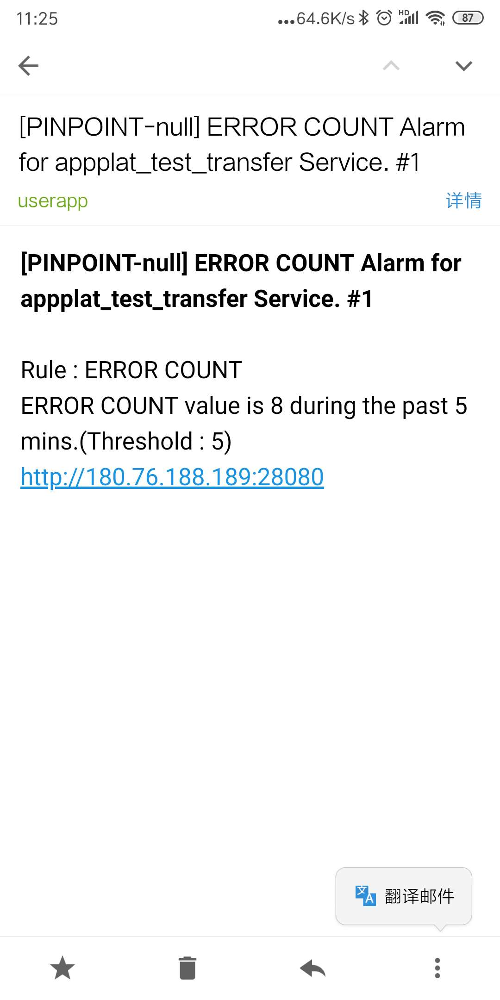 11:25
...64.6K/s HD 87
[PINPOINT-null] ERROR COUNT Alarm
for appplat_test_transfer Service. #1
userapp 详情
[PINPOINT-null] ERROR COUNT Alarm for
appplat_test_transfer Service. #1
Rule : ERROR COUNT
ERROR COUNT value is 8 during the past 5
mins.(Threshold : 5)
http://180.76.188.189:28080
文A 翻译邮件